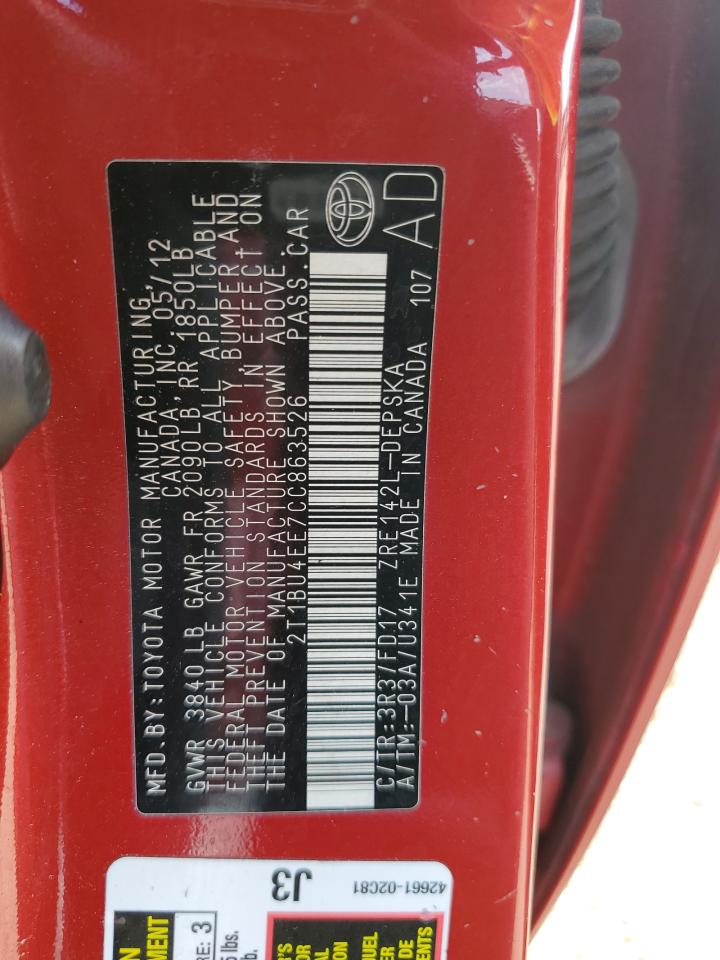 MFD.BY:TOYOTA MOTOR MANUFACTURING,
CANADA, INC. 05/12
GVWR 3840LB GAWR FR 2090LB,RR 1850LB
THIS VEHICLE CONFORMS TO ALL APPLICABLE
FEDERAL MOTOR VEHICLE SAFETY, BUMPER AND
THEFT PREVENTION STANDARDS IN EFFECT ON
THE DATE OF MANUFACTURE SHOWN ABOVE.
2T1BU4EE7CC863526 PASS.CAR
C/TR:3R3/FD17 ZRE142L-DEPSKA
A/TM:-03A/U341E MADE IN CANADA 107
AD
J3
42661-02C81
RE: 3
lbs.